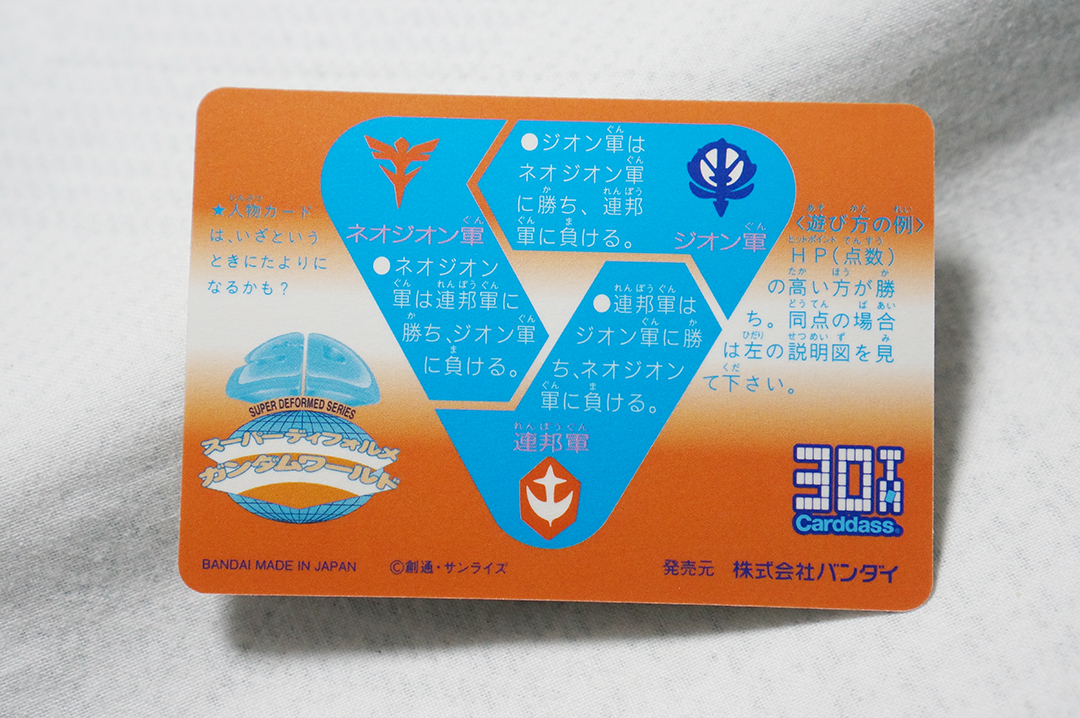 ★人物カード
は、いざという
ときにたよりに
なるかも?
ネオジオン軍
●ネオジオン
軍は連邦軍に
勝ち、ジオン軍
に負ける。
●ジオン軍は
ネオジオン軍
に勝ち、連邦
軍に負ける。
ジオン軍
●連邦軍は
ジオン軍に勝
ち、ネオジオン
軍に負ける。
連邦軍
<遊び方の例>
HP(点数)
の高い方が勝
ち。同点の場合
は左の説明図を見
て下さい。
SUPER DEFORMED SERIES
スーパーディフォルメ
ガンダムワールド
30TH
Carddass®
BANDAI MADE IN JAPAN
©創通・サンライズ
発売元 株式会社バンダイ